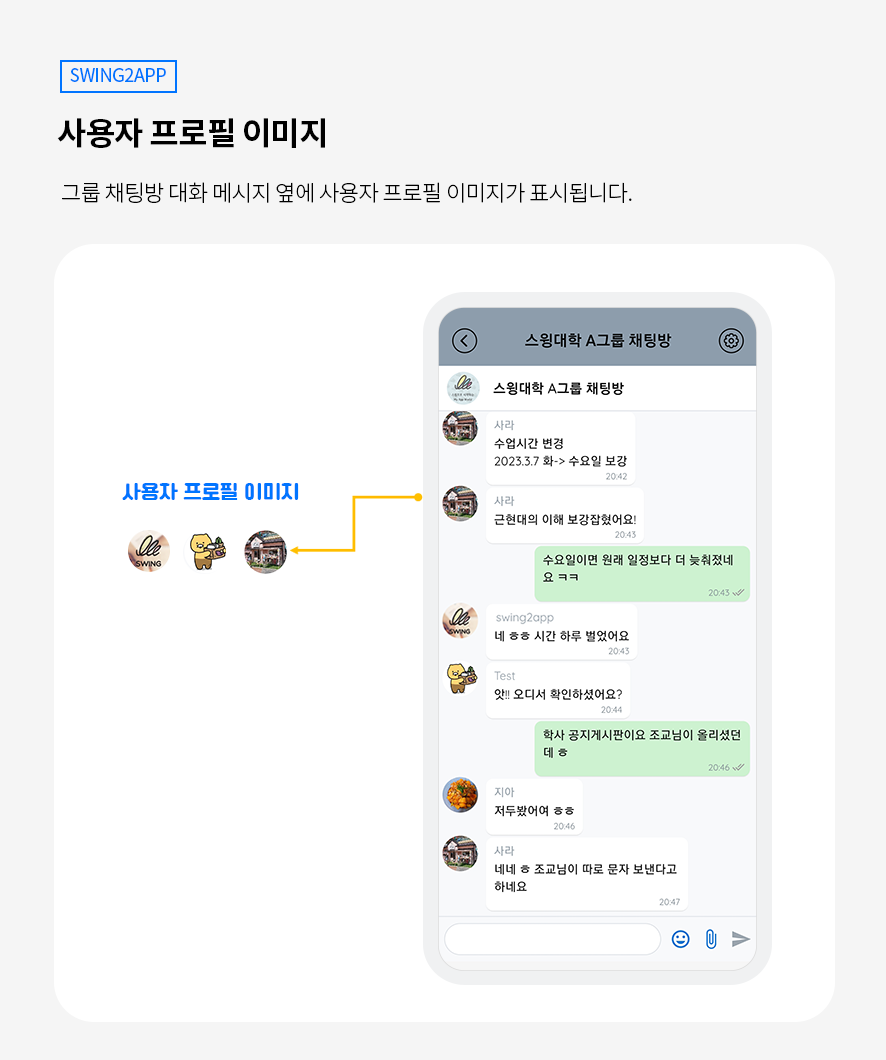 SWING2APP
사용자 프로필 이미지
그룹 채팅방 대화 메시지 옆에 사용자 프로필 이미지가 표시됩니다.
사용자 프로필 이미지
SWING
스윙대학 A그룹 채팅방
스윙대학 A그룹 채팅방
사라
수업시간 변경
2023.3.7 화-> 수요일 보강
20:42
사라
근현대의 이해 보강잡혔어요!
20:43
수요일이면 원래 일정보다 더 늦춰졌네
요 ㅋㅋ
20:43
swing2app
SWING
네 ㅎㅎ 시간 하루 벌었어요
20:43
Test
앗!! 오디서 확인하셨어요?
20:44
학사 공지게시판이요 조교님이 올리셨던
데 ㅎ
20:46
지아
저두봤어여 ㅎㅎ
20:46
사라
네네 ㅎ 조교님이 따로 문자 보낸다고
하네요
20:47